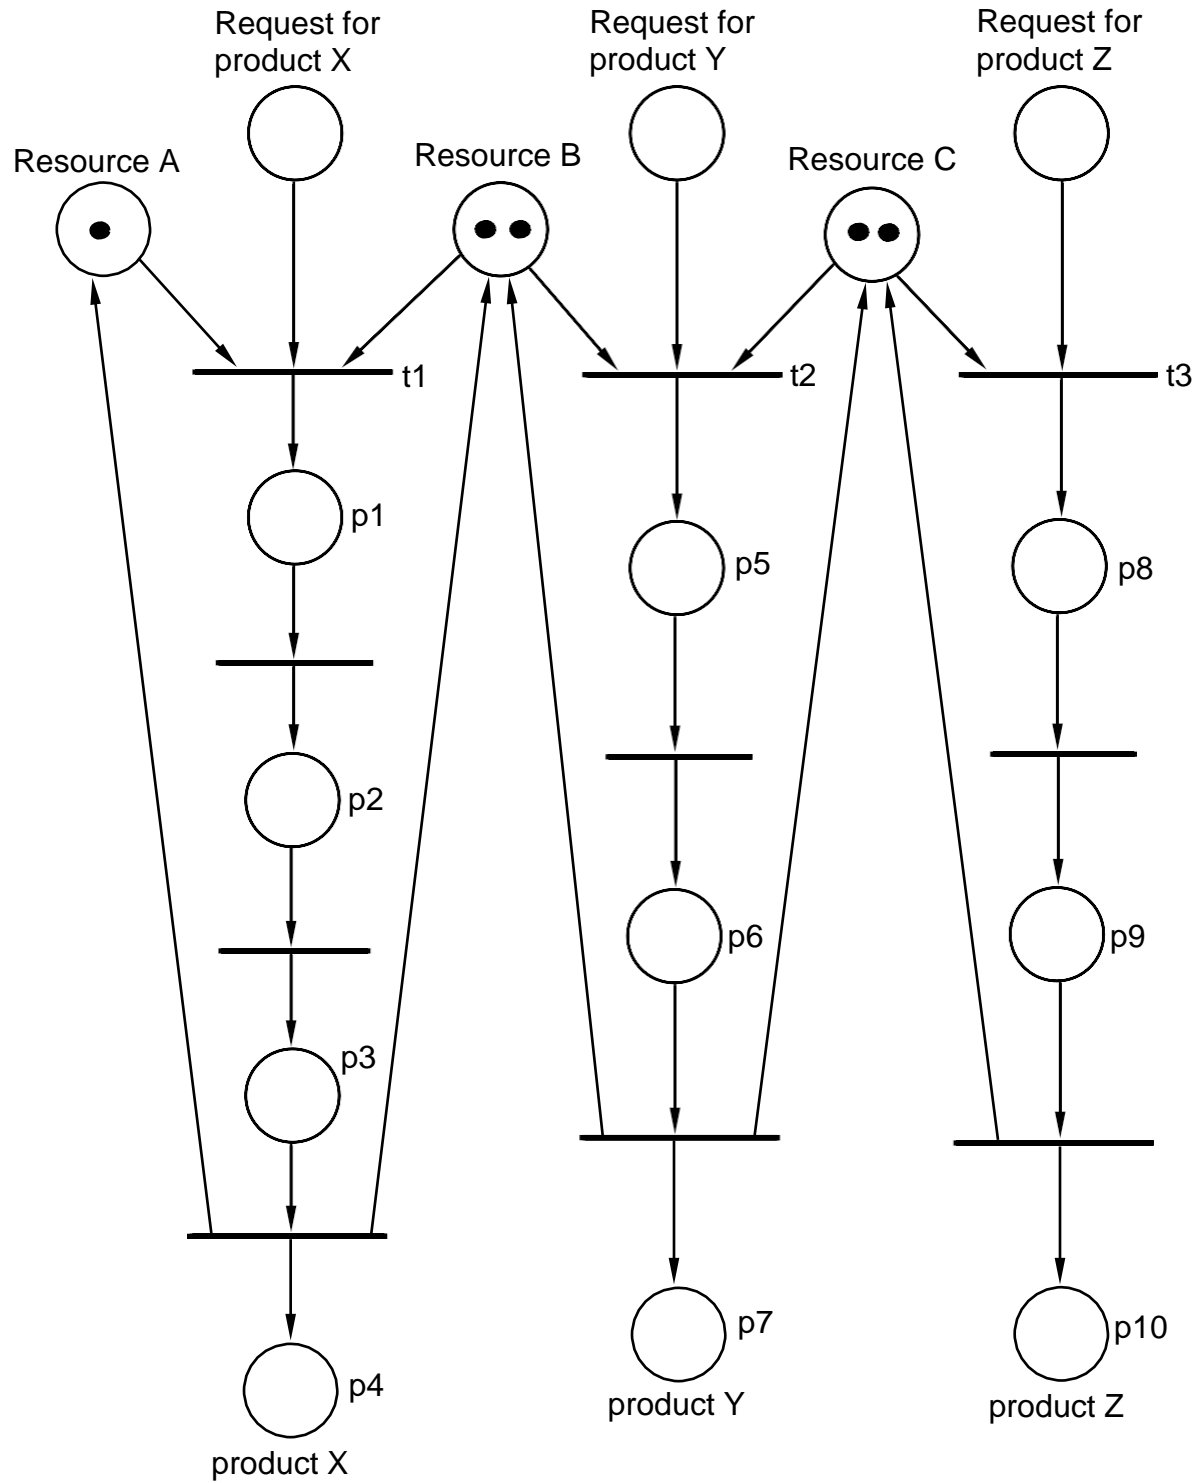 Request for
product X
Request for
product Y
Request for
product Z
Resource A
Resource B
Resource C
t1
t2
t3
p1
p5
p8
p2
p6
p9
p3
p7
product Y
p10
product Z
p4
product X